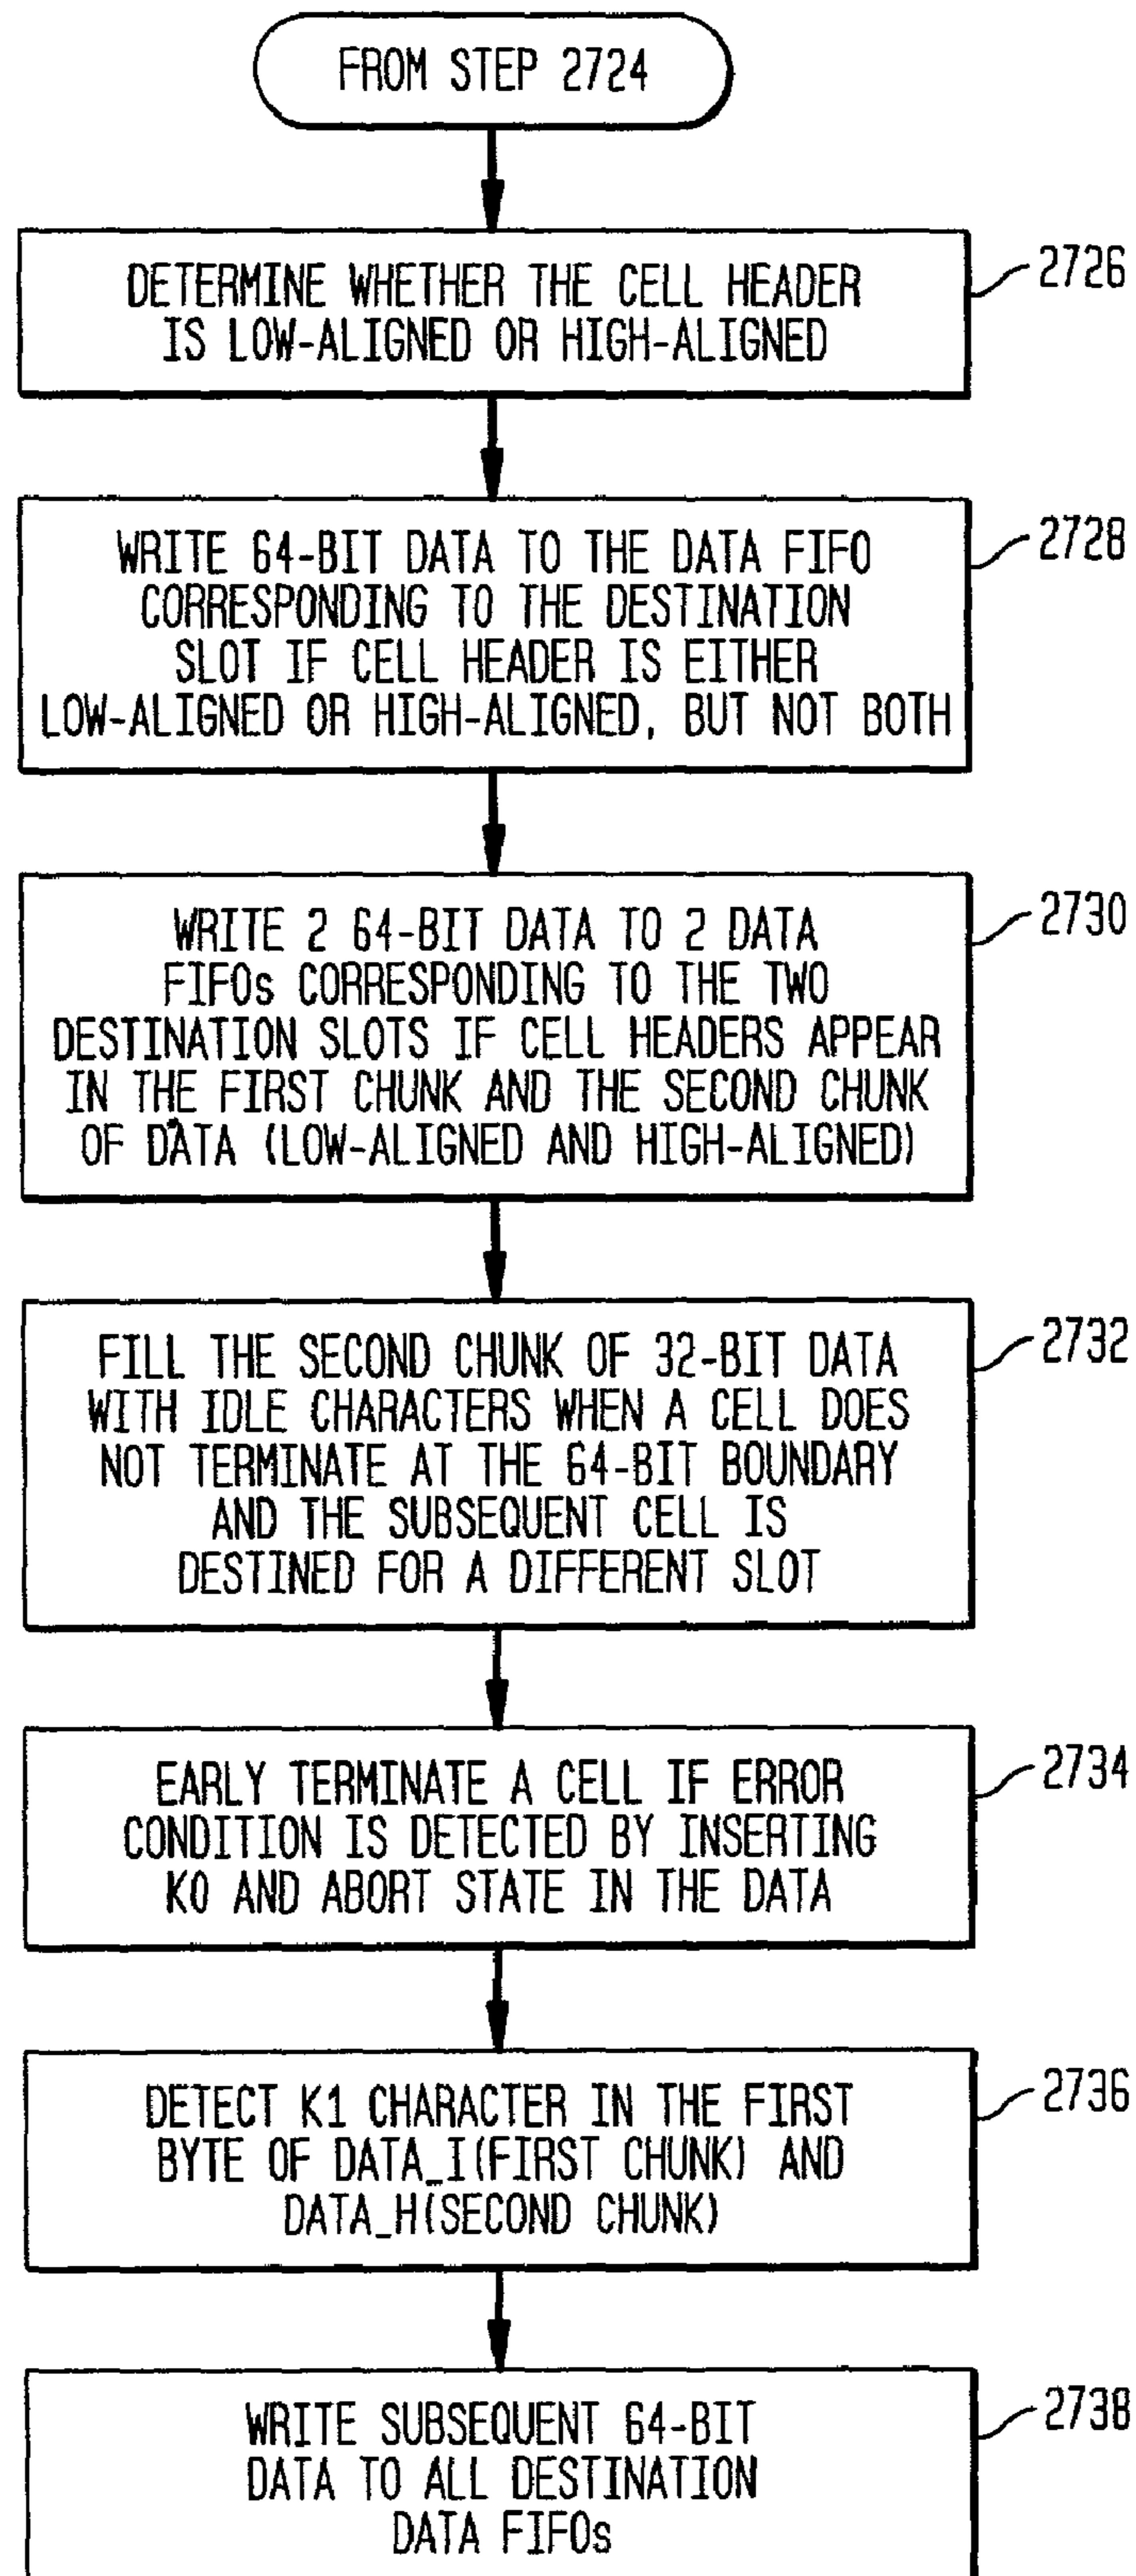 FROM STEP 2724
DETERMINE WHETHER THE CELL HEADER
IS LOW-ALIGNED OR HIGH-ALIGNED
2726
WRITE 64-BIT DATA TO THE DATA FIFO
CORRESPONDING TO THE DESTINATION
SLOT IF CELL HEADER IS EITHER
LOW-ALIGNED OR HIGH-ALIGNED, BUT NOT BOTH
2728
WRITE 2 64-BIT DATA TO 2 DATA
FIFOs CORRESPONDING TO THE TWO
DESTINATION SLOTS IF CELL HEADERS APPEAR
IN THE FIRST CHUNK AND THE SECOND CHUNK
OF DATA (LOW-ALIGNED AND HIGH-ALIGNED)
2730
FILL THE SECOND CHUNK OF 32-BIT DATA
WITH IDLE CHARACTERS WHEN A CELL DOES
NOT TERMINATE AT THE 64-BIT BOUNDARY
AND THE SUBSEQUENT CELL IS
DESTINED FOR A DIFFERENT SLOT
2732
EARLY TERMINATE A CELL IF ERROR
CONDITION IS DETECTED BY INSERTING
K0 AND ABORT STATE IN THE DATA
2734
DETECT K1 CHARACTER IN THE FIRST
BYTE OF DATA_I(FIRST CHUNK) AND
DATA_H(SECOND CHUNK)
2736
WRITE SUBSEQUENT 64-BIT
DATA TO ALL DESTINATION
DATA FIFOs
2738